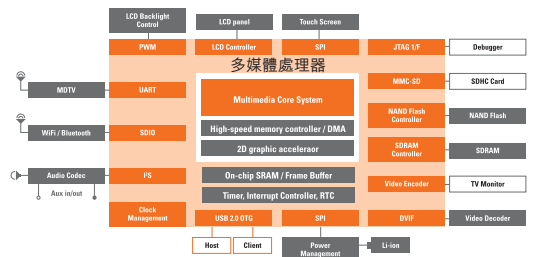 LCD Backlight
Control
LCD panel
Touch Screen
PWM
LCD Controller
SPI
JTAG 1/F
Debugger
多媒體處理器
MDTV
UART
Multimedia Core System
MMC-SD
SDHC Card
WiFi / Bluetooth
SDIO
High-speed memory controller / DMA
NAND Flash
Controller
NAND Flash
2D graphic acceleraor
SDRAM
Controller
SDRAM
Audio Codec
I²S
On-chip SRAM / Frame Buffer
Video Encoder
TV Monitor
Aux in/out
Timer, Interrupt Controller, RTC
Clock
Management
USB 2.0 OTG
SPI
DVIF
Video Decoder
Host
Client
Power
Management
Li-ion